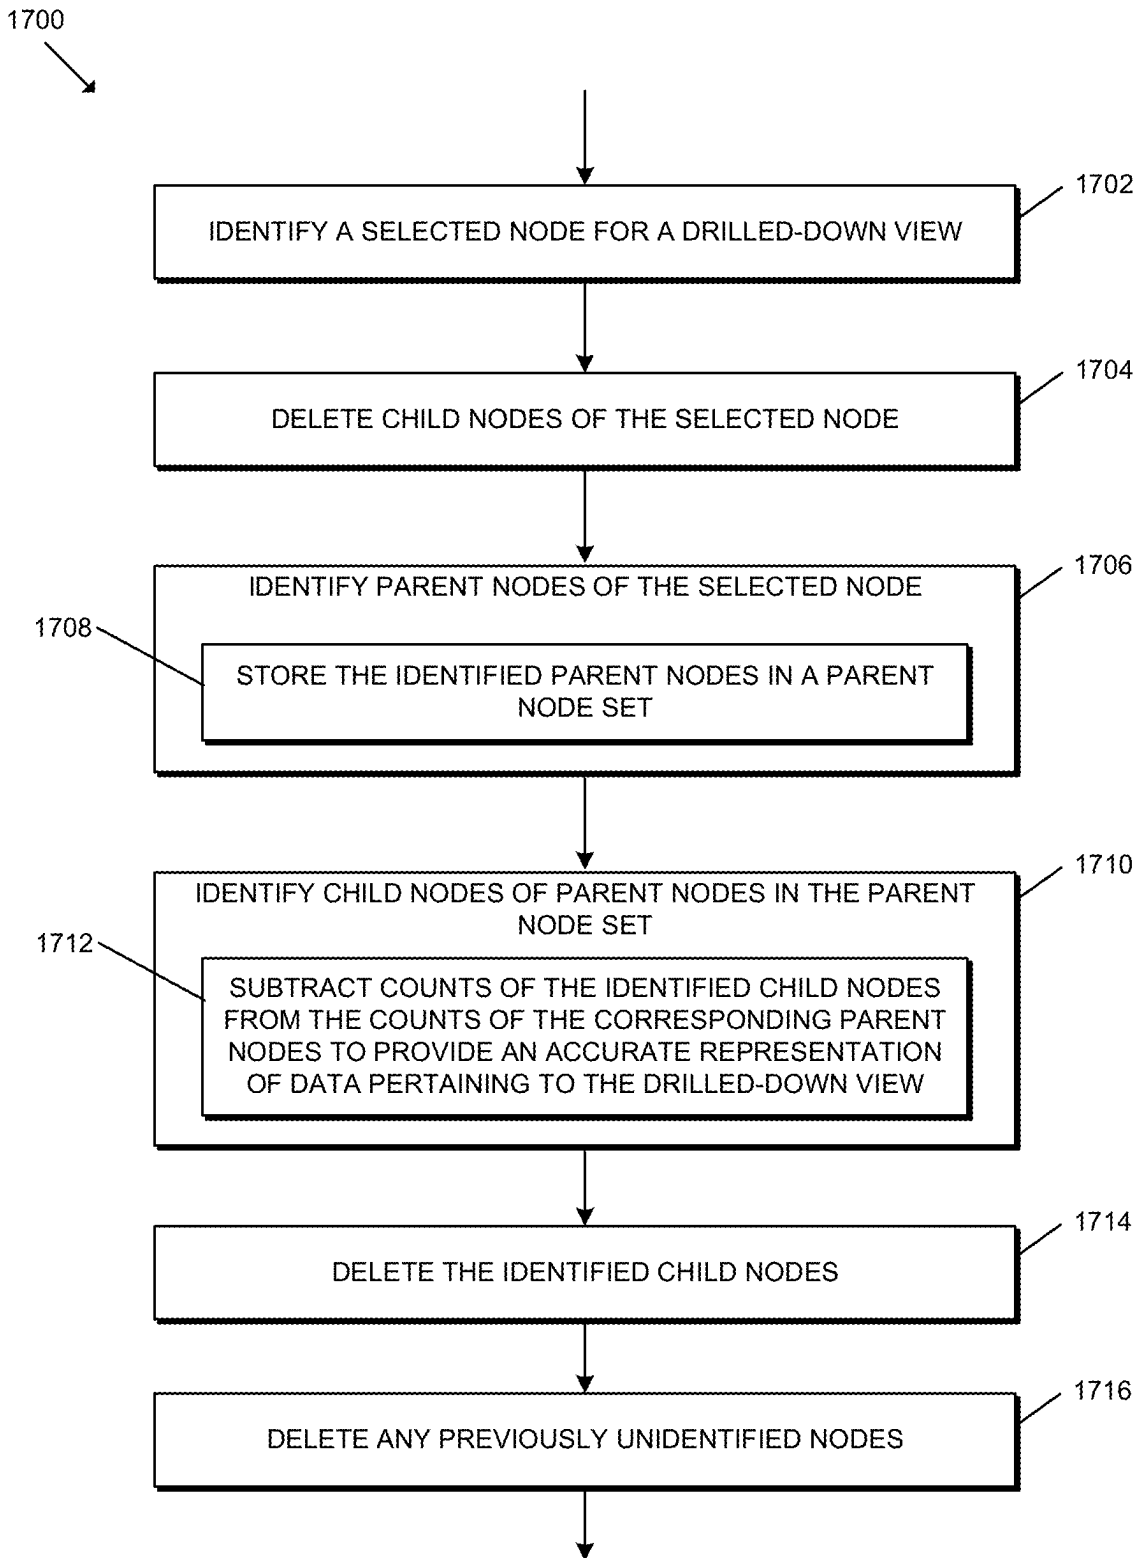 1700
1702
IDENTIFY A SELECTED NODE FOR A DRILLED-DOWN VIEW
1704
DELETE CHILD NODES OF THE SELECTED NODE
1706
IDENTIFY PARENT NODES OF THE SELECTED NODE
1708
STORE THE IDENTIFIED PARENT NODES IN A PARENT
NODE SET
1710
IDENTIFY CHILD NODES OF PARENT NODES IN THE PARENT
NODE SET
1712
SUBTRACT COUNTS OF THE IDENTIFIED CHILD NODES
FROM THE COUNTS OF THE CORRESPONDING PARENT
NODES TO PROVIDE AN ACCURATE REPRESENTATION
OF DATA PERTAINING TO THE DRILLED-DOWN VIEW
1714
DELETE THE IDENTIFIED CHILD NODES
1716
DELETE ANY PREVIOUSLY UNIDENTIFIED NODES